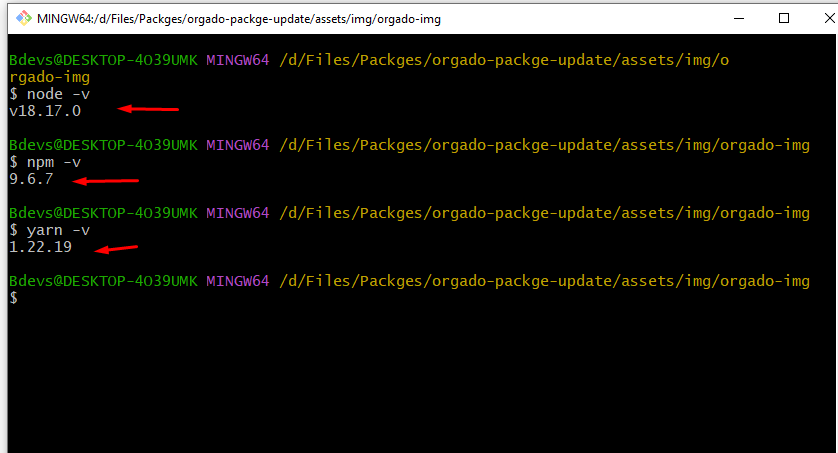 MINGW64:/d/Files/Packges/orgado-packge-update/assets/img/orgado-img
Bdevs@DESKTOP-4O39UMK MINGW64 /d/Files/Packges/orgado-packge-update/assets/img/o
rgado-img
$ node -v
v18.17.0
Bdevs@DESKTOP-4O39UMK MINGW64 /d/Files/Packges/orgado-packge-update/assets/img/orgado-img
$ npm -v
9.6.7
Bdevs@DESKTOP-4O39UMK MINGW64 /d/Files/Packges/orgado-packge-update/assets/img/orgado-img
$ yarn -v
1.22.19
Bdevs@DESKTOP-4O39UMK MINGW64 /d/Files/Packges/orgado-packge-update/assets/img/orgado-img
$